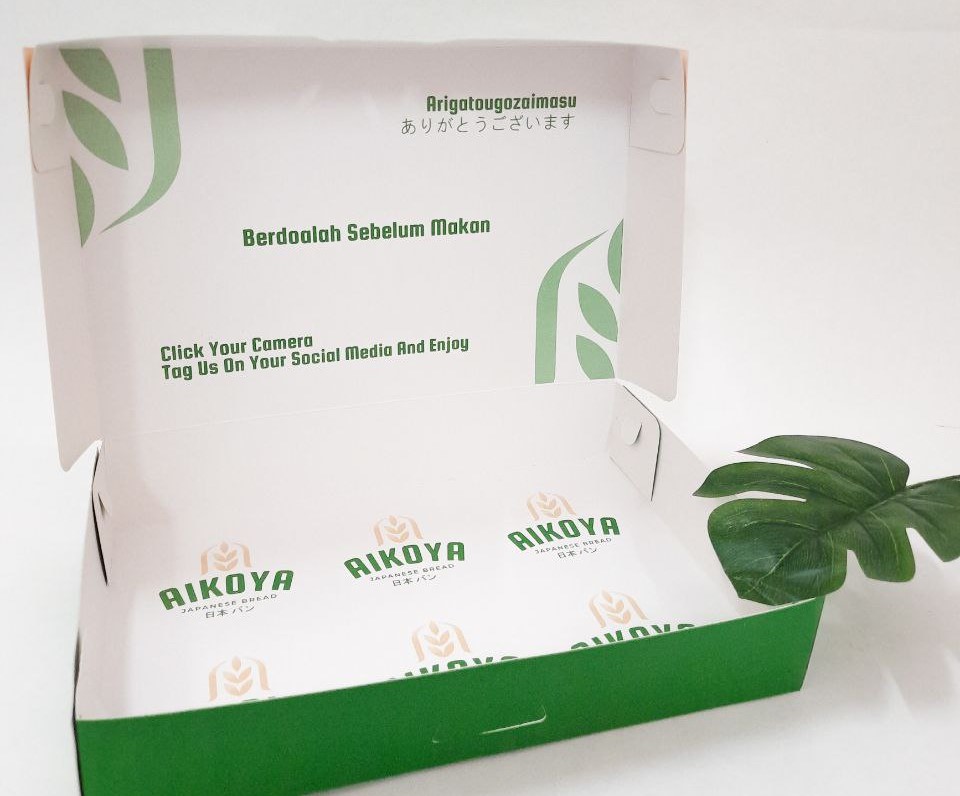 Arigatougozaimasu
ありがとうございます
Berdoalah Sebelum Makan
Click Your Camera
Tag Us On Your Social Media And Enjoy
AIKOYA
JAPANESE BREAD
日本 パン
AIKOYA
JAPANESE BREAD
日本 パン
AIKOYA
JAPANESE BREAD
日本 パン
AIKOYA
AIKOYA